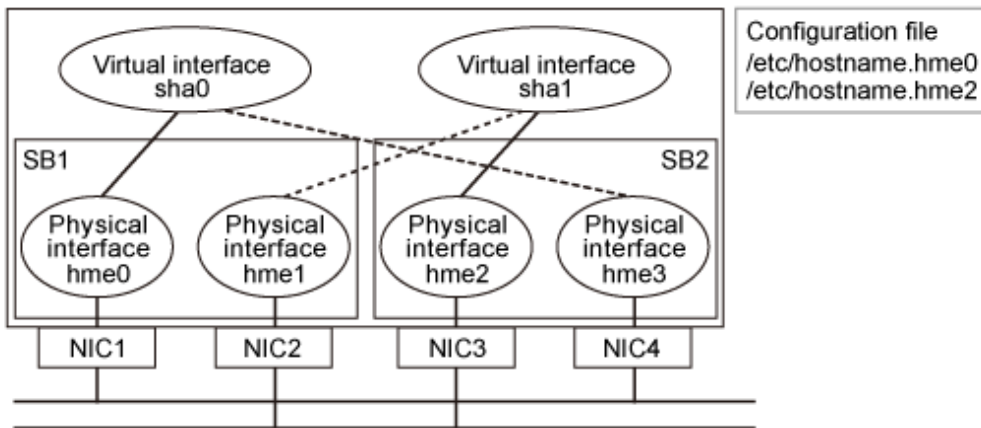 Configuration file
/etc/hostname.hme0
/etc/hostname.hme2
Virtual interface
sha0
Virtual interface
sha1
SB1
SB2
Physical
interface
hme0
Physical
interface
hme1
Physical
interface
hme2
Physical
interface
hme3
NIC1
NIC2
NIC3
NIC4